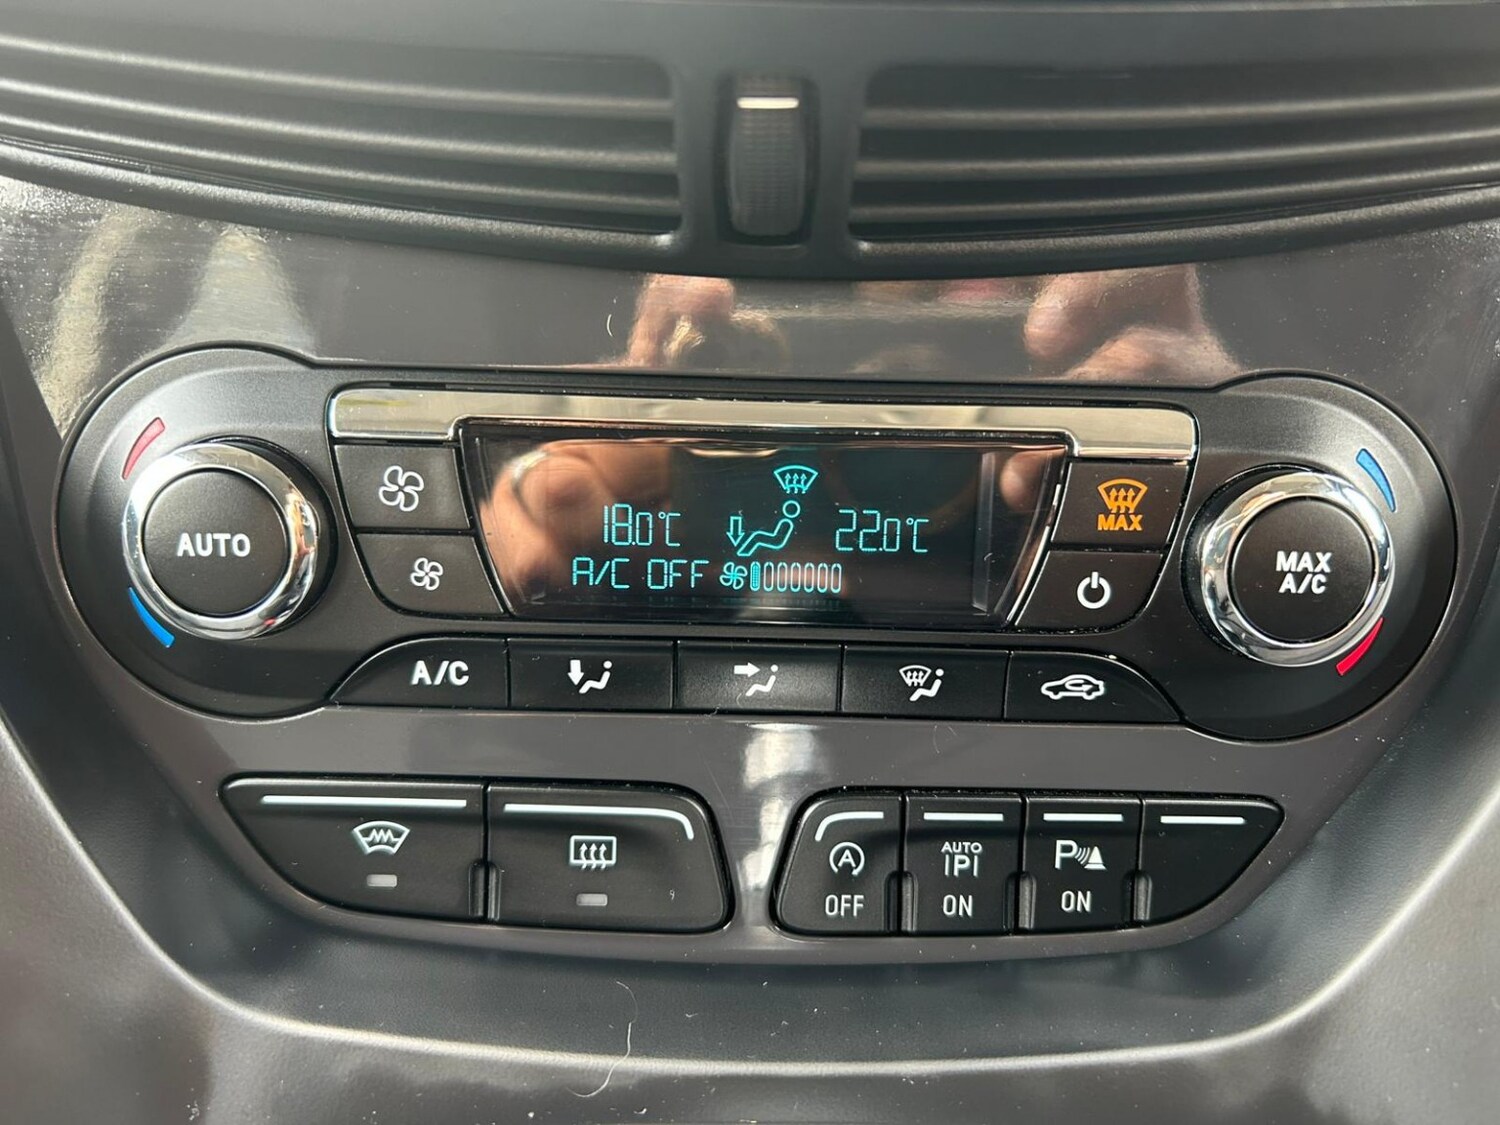 AUTO
18.0°C
22.0°C
A/C OFF
MAX
MAX
A/C
A/C
A
OFF
AUTO
P
ON
P
ON